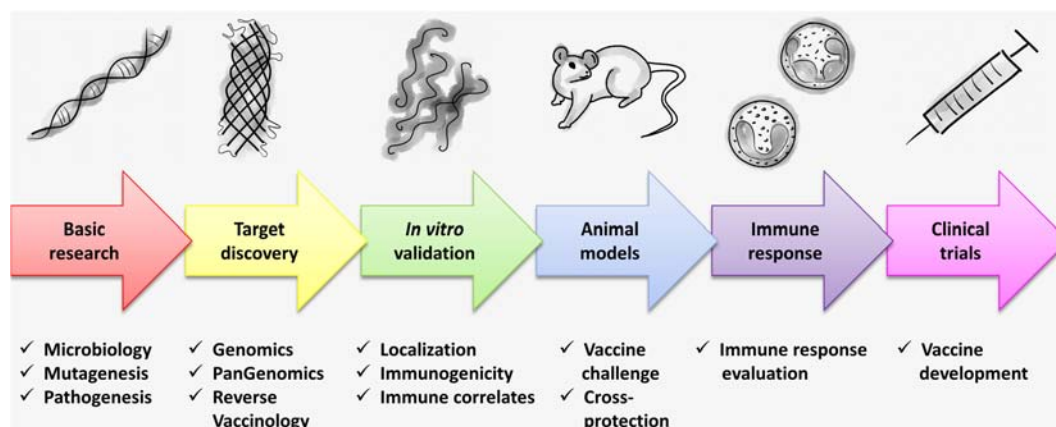 Basic
research
Target
discovery
In vitro
validation
Animal
models
Immune
response
Clinical
trials
✓ Microbiology
✓ Mutagenesis
✓ Pathogenesis
✓ Genomics
✓ PanGenomics
✓ Reverse
Vaccinology
✓ Localization
✓ Immunogenicity
✓ Immune correlates
✓ Vaccine
challenge
✓ Cross-
protection
✓ Immune response
evaluation
✓ Vaccine
development